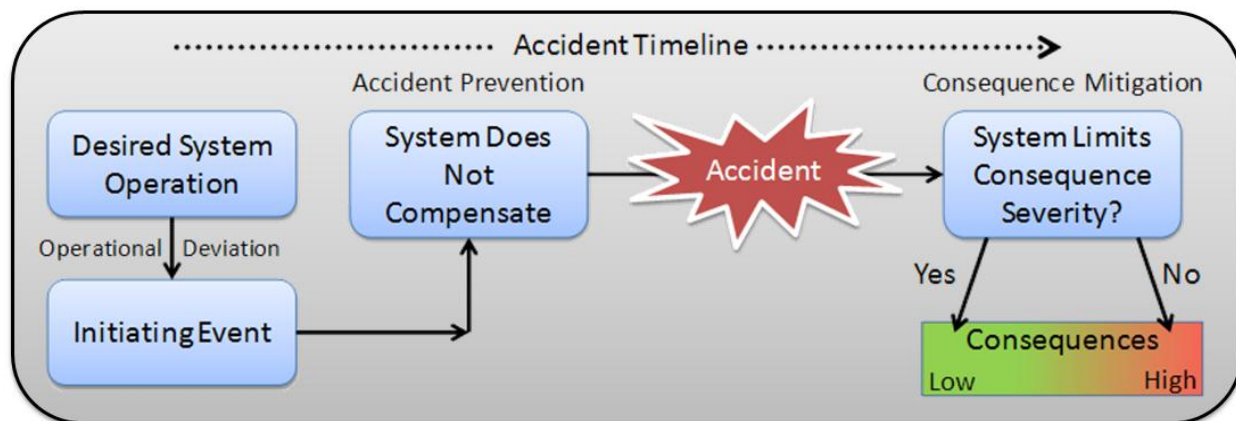 Accident Timeline
Accident Prevention
Consequence Mitigation
Desired System
Operation
System Does
Not
Compensate
Accident
System Limits
Consequence
Severity?
Operational Deviation
Initiating Event
Yes
No
Consequences
Low
High